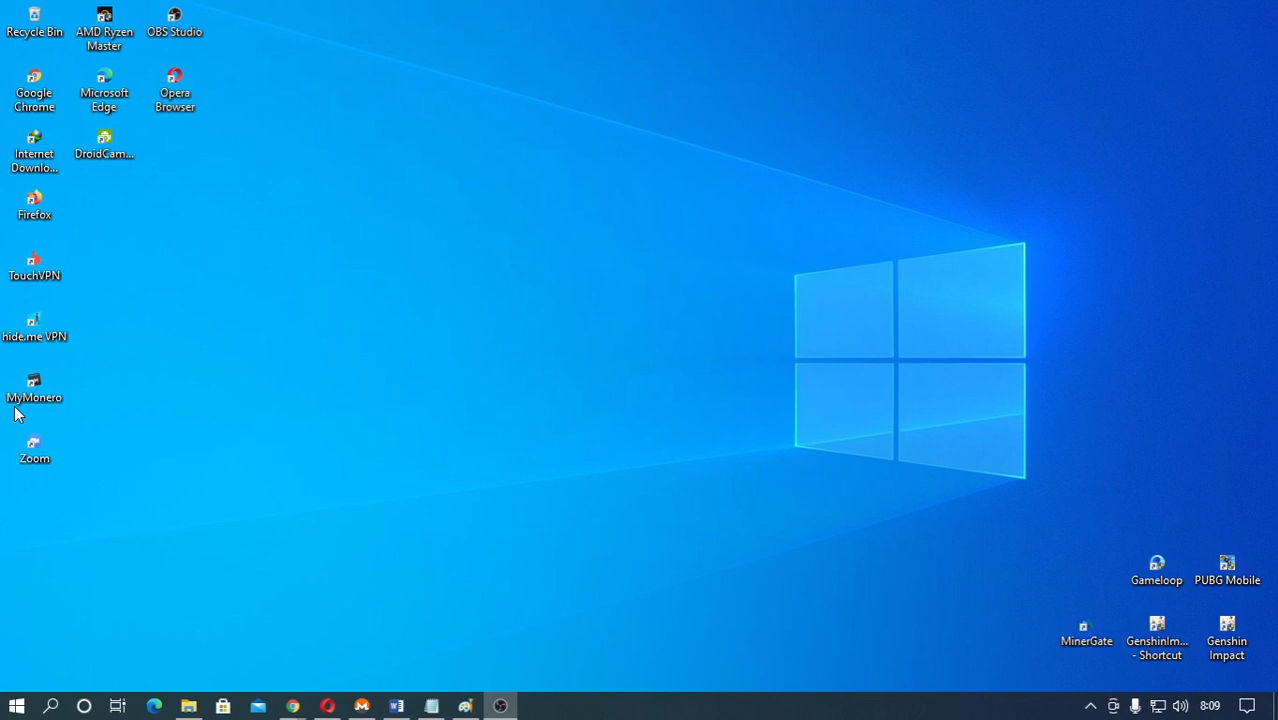 Recycle Bin
AMD Ryzen
Master
OBS Studio
Google
Chrome
Microsoft
Edge
Opera
Browser
Internet
Downlo...
DroidCam...
Firefox
TouchVPN
hide.me VPN
MyMonero
Zoom
Gameloop
PUBG Mobile
MinerGate
GenshinIm...
- Shortcut
Genshin
Impact
8:09